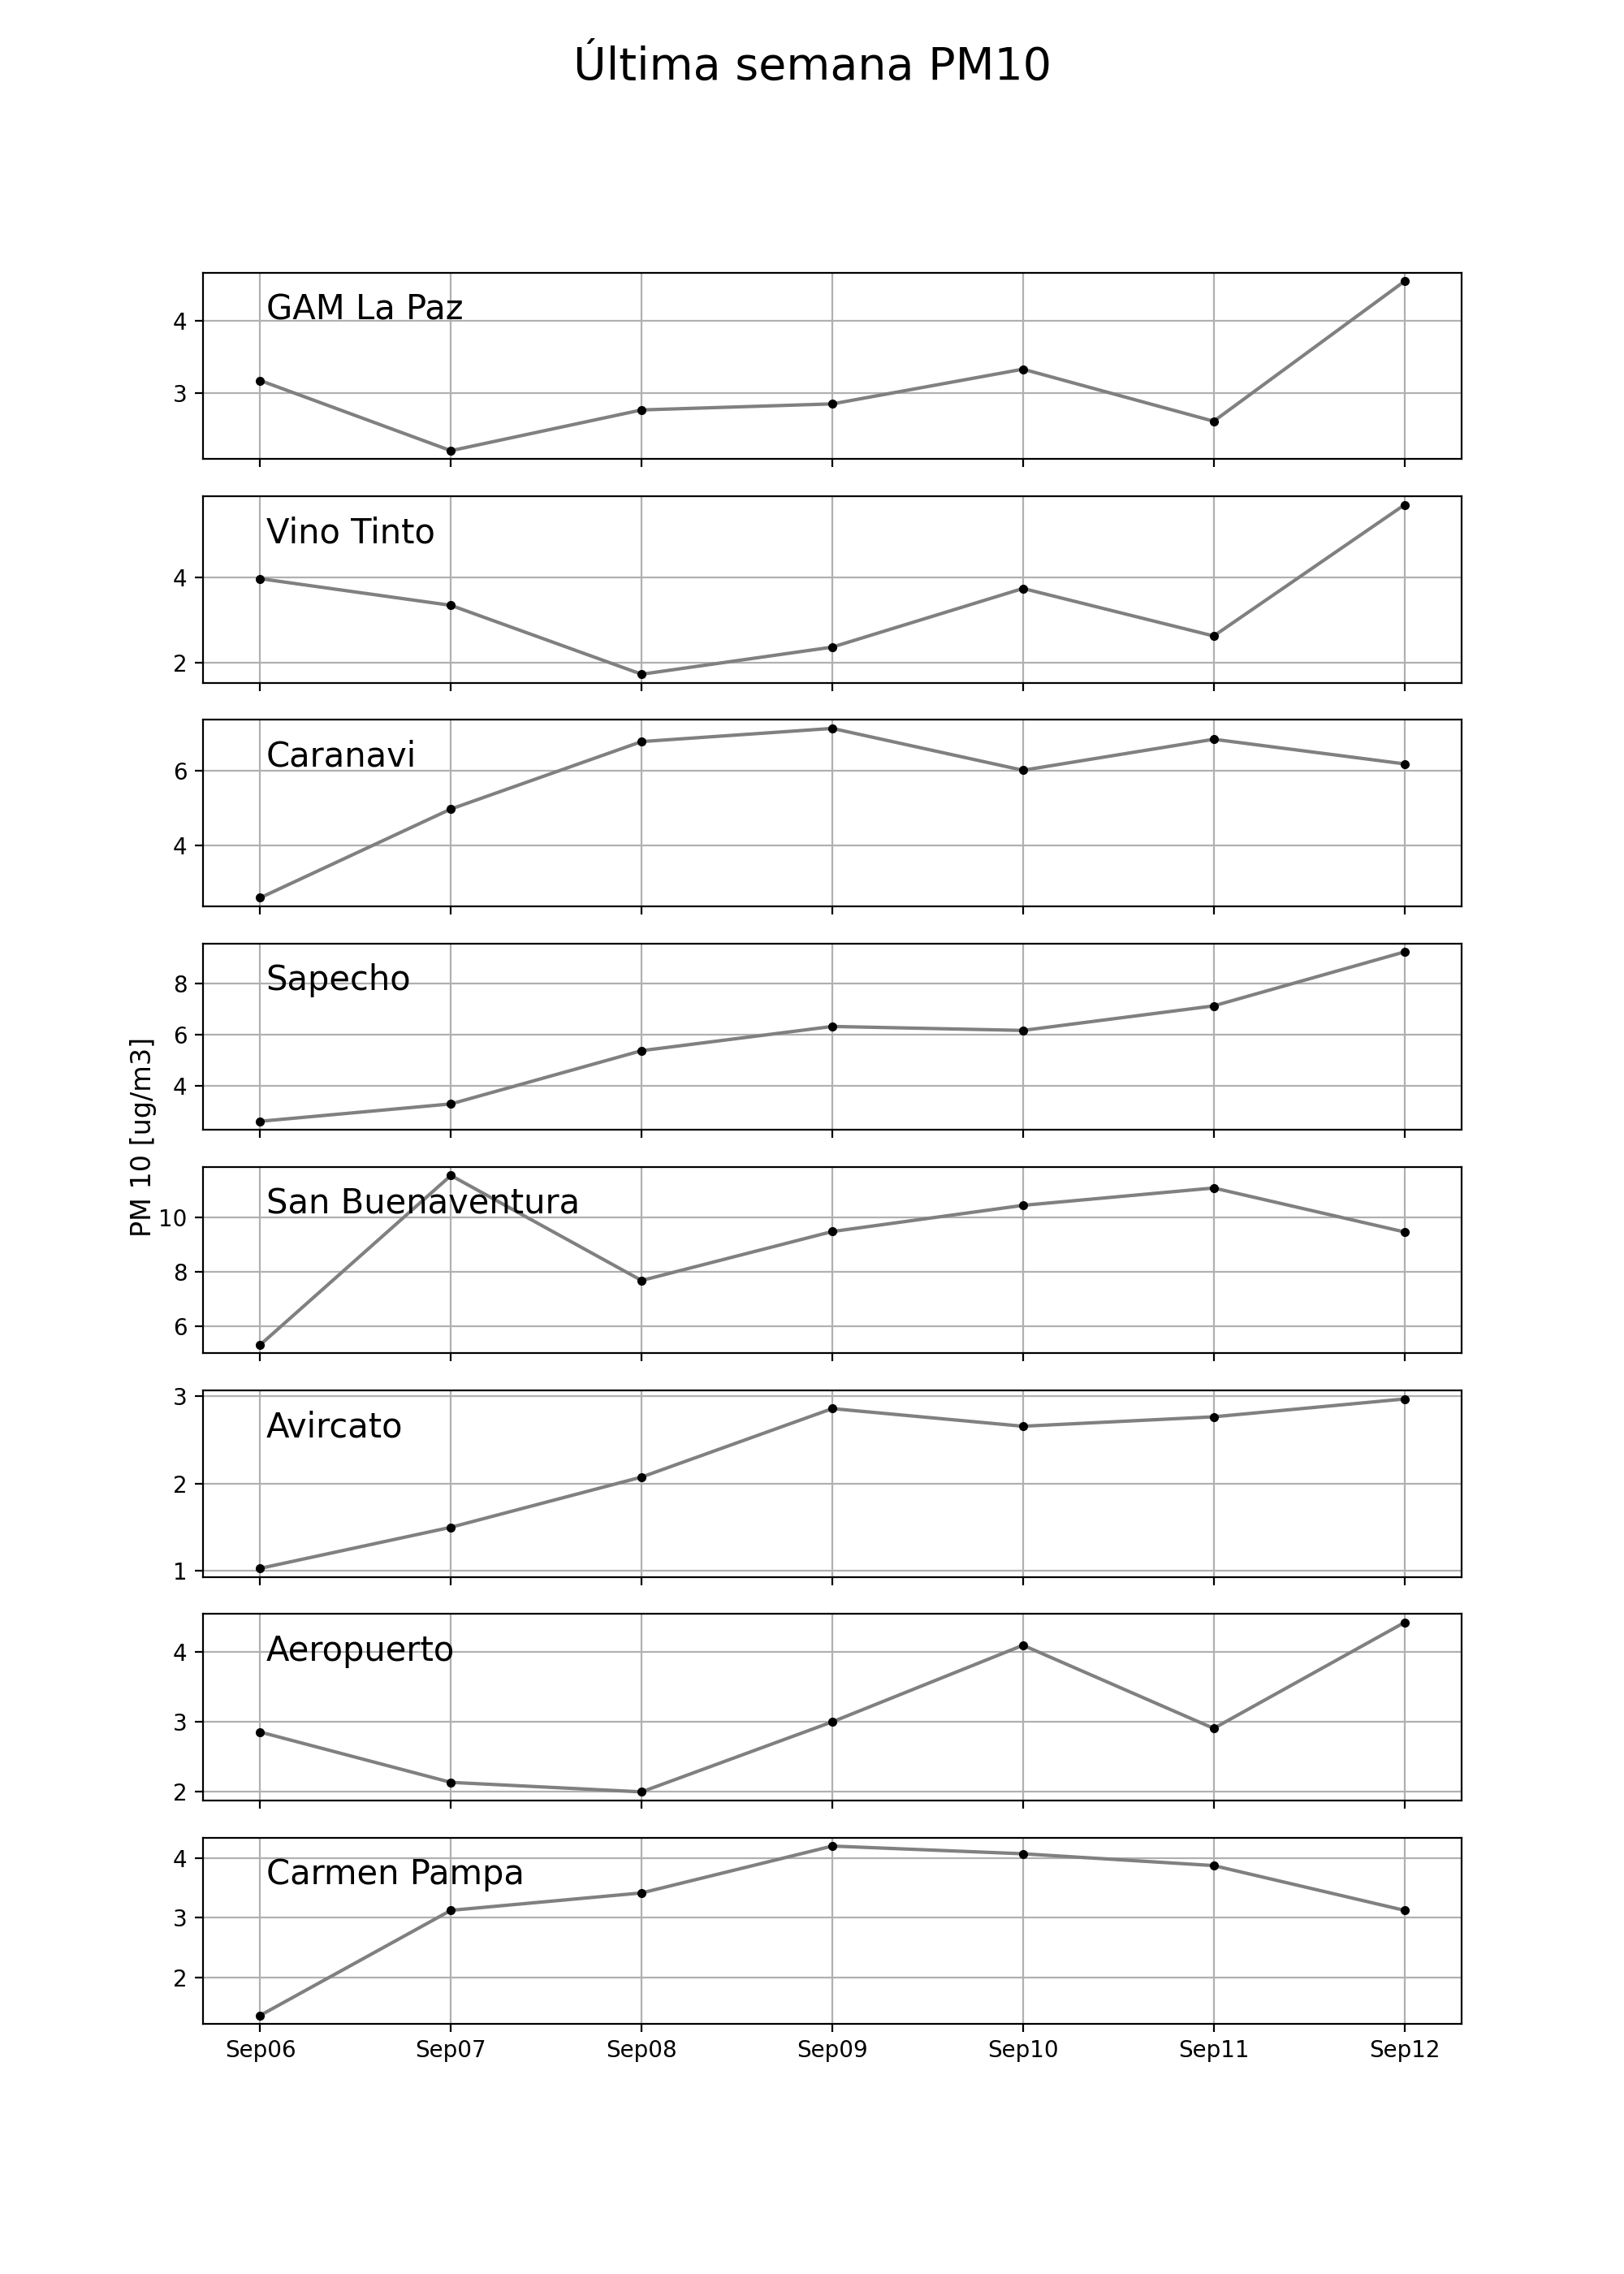 Última semana PM10
GAM La Paz
4
3
Vino Tinto
4
2
Caranavi
6
4
Sapecho
8
6
4
PM 10 [ug/m3]
San Buenaventura
10
8
6
Avircato
3
2
1
Aeropuerto
4
3
2
Carmen Pampa
4
3
2
Sep06 Sep07 Sep08 Sep09 Sep10 Sep11 Sep12